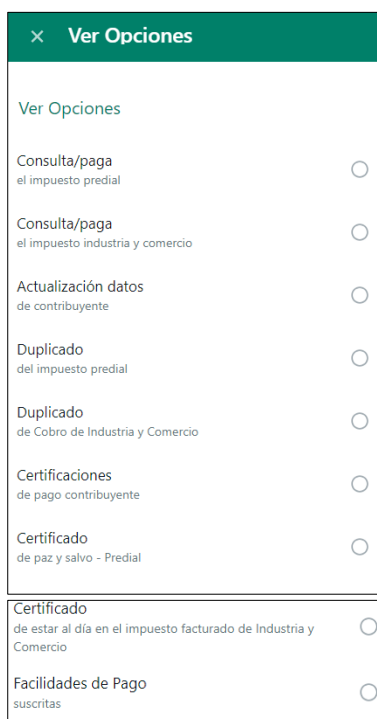 × Ver Opciones
Ver Opciones
Consulta/paga
el impuesto predial
Consulta/paga
el impuesto industria y comercio
Actualización datos
de contribuyente
Duplicado
del impuesto predial
Duplicado
de Cobro de Industria y Comercio
Certificaciones
de pago contribuyente
Certificado
de paz y salvo - Predial
Certificado
de estar al día en el impuesto facturado de Industria y
Comercio
Facilidades de Pago
suscritas